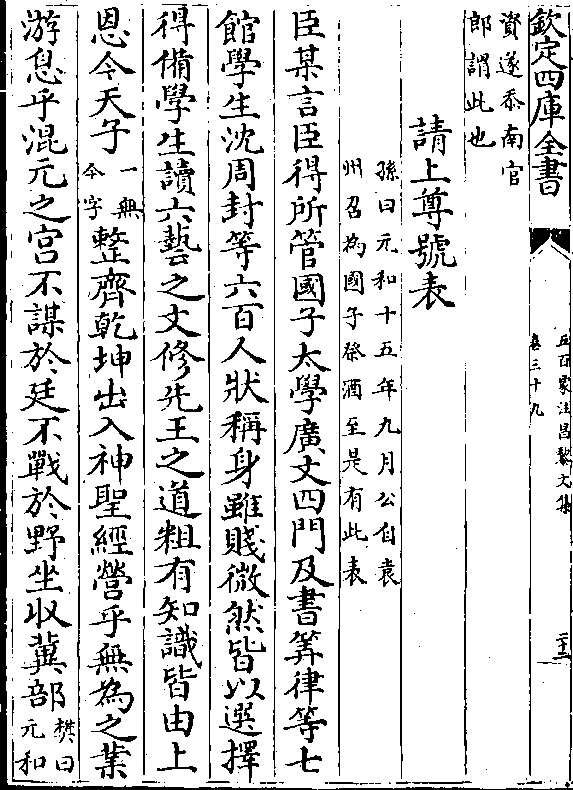 欽定四庫全書
五百家注昌黎文集
卷三十九
二十二
資遂忝南官
郎謂此也
請上尊號表
孫曰元和十五年九月公自袁
州召為國子祭酒至是有此表
臣某言臣得所管國子太學廣文四門及書筭律等七
館學生沈周封等六百人狀稱身雖賤微然皆以選擇
得備學生讀六藝之文修先王之道粗有知識皆由上
恩今天子一無今字整齊乾坤出入神聖經營乎無為之業
游息乎混元之宮不謀於廷不戰於野坐收冀部樊曰元和